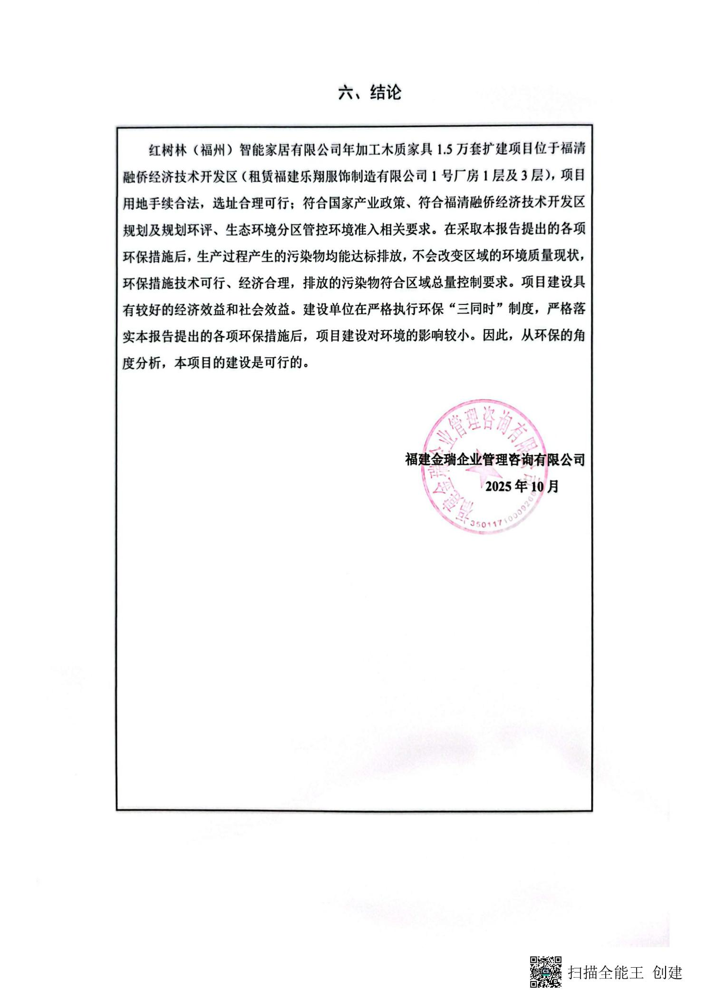 六、结论
红树林（福州）智能家居有限公司年加工木质家具 1.5 万套扩建项目位于福清
融侨经济技术开发区（租赁福建乐翔服饰制造有限公司 1 号厂房 1 层及 3 层），项目
用地手续合法，选址合理可行；符合国家产业政策、符合福清融侨经济技术开发区
规划及规划环评、生态环境分区管控环境准入相关要求。在采取本报告提出的各项
环保措施后，生产过程产生的污染物均能达标排放，不会改变区域的环境质量现状，
环保措施技术可行、经济合理，排放的污染物符合区域总量控制要求。项目建设具
有较好的经济效益和社会效益。建设单位在严格执行环保“三同时”制度，严格落
实本报告提出的各项环保措施后，项目建设对环境的影响较小。因此，从环保的角
度分析，本项目的建设是可行的。
福建金瑞企业管理咨询有限公司
福建金瑞企业管理咨询有限公司
2025 年 10 月
扫描全能王 创建
CS